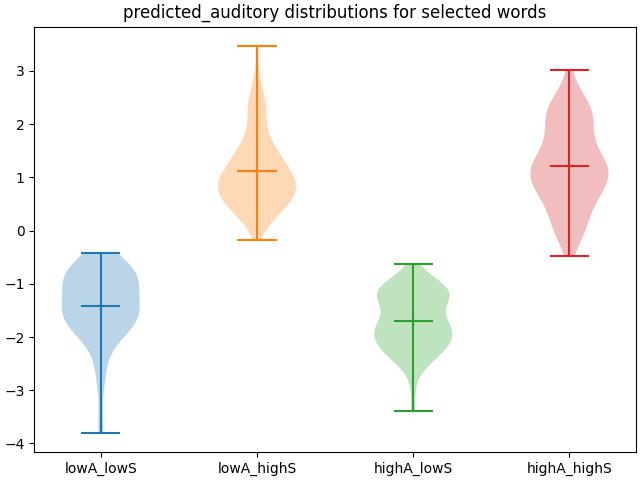 predicted_auditory distributions for selected words
3
2
1
0
−1
−2
−3
−4
lowA_lowS
lowA_highS
highA_lowS
highA_highS